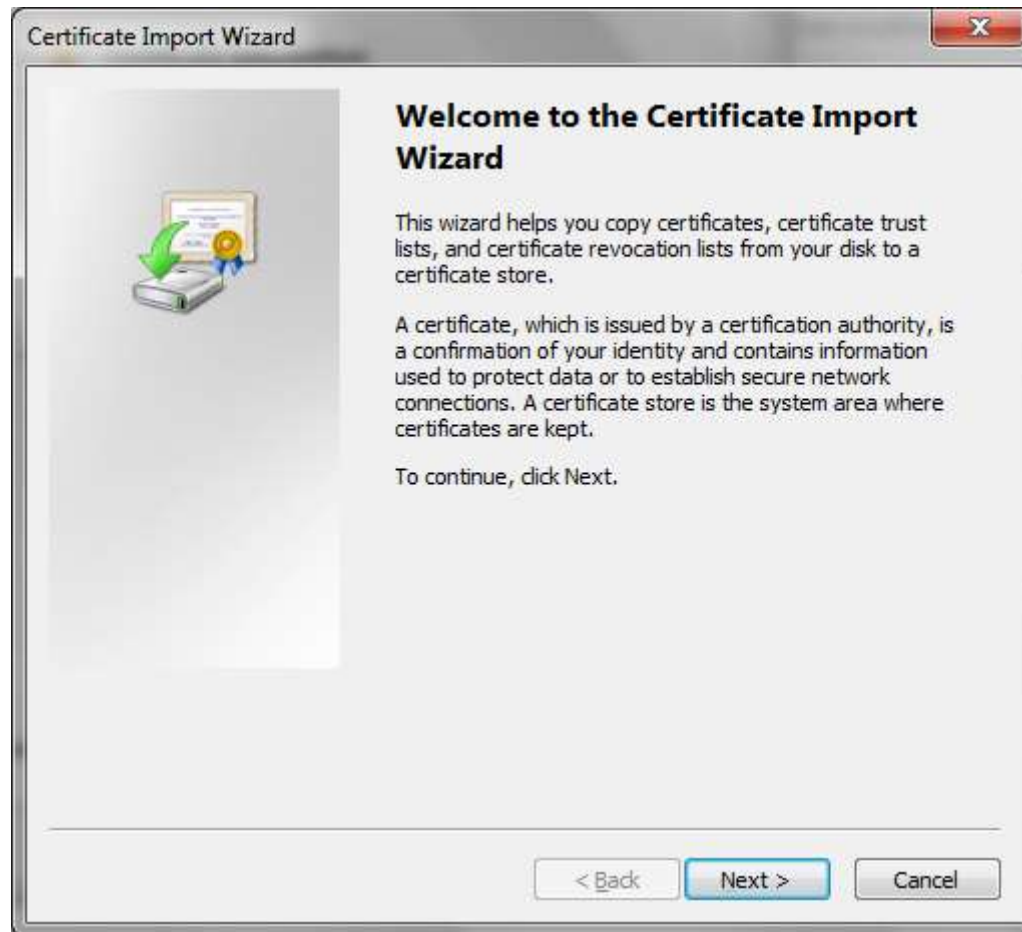 Certificate Import Wizard
Welcome to the Certificate Import
Wizard
This wizard helps you copy certificates, certificate trust
lists, and certificate revocation lists from your disk to a
certificate store.
A certificate, which is issued by a certification authority, is
a confirmation of your identity and contains information
used to protect data or to establish secure network
connections. A certificate store is the system area where
certificates are kept.
To continue, click Next.
< Back Next > Cancel